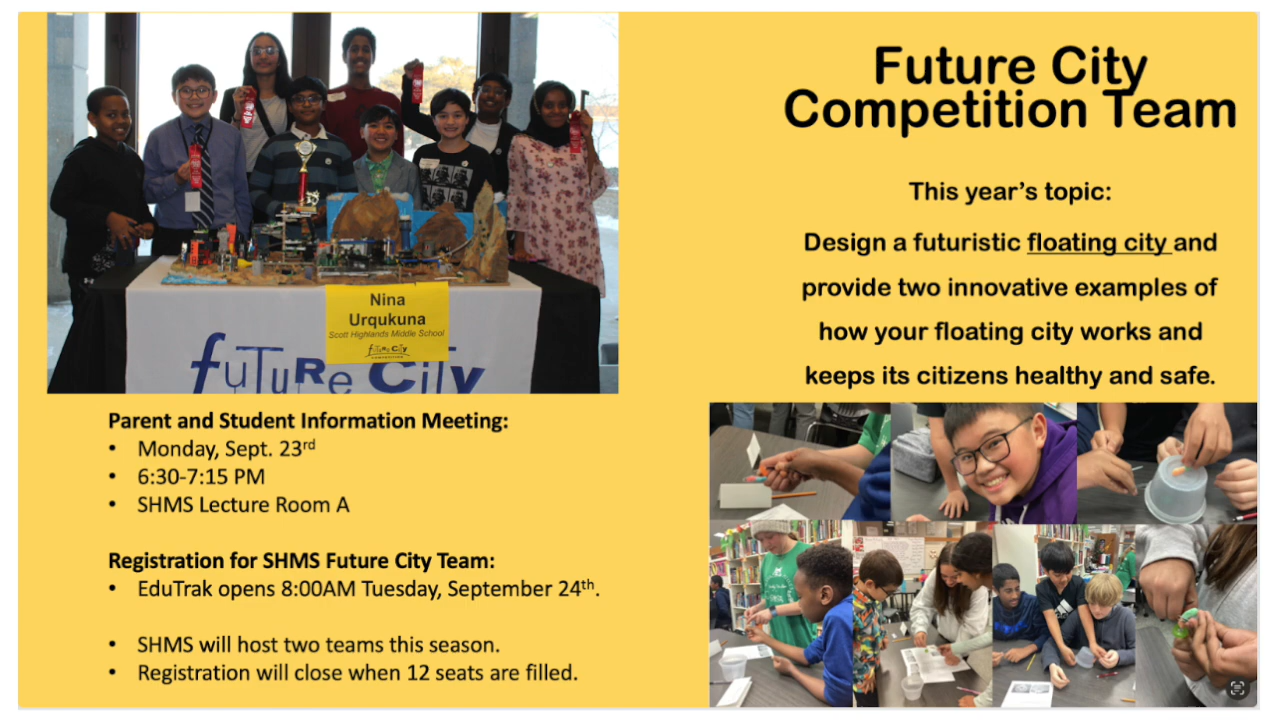 Future City
Competition Team
This year's topic:
Design a futuristic floating city and
provide two innovative examples of
how your floating city works and
keeps its citizens healthy and safe.
Nina
Urqukuna
Scott Highlands Middle School
Future City
COMPETITION
fuTuRe CiTy
Parent and Student Information Meeting:
• Monday, Sept. 23rd
• 6:30-7:15 PM
• SHMS Lecture Room A
Registration for SHMS Future City Team:
• EduTrak opens 8:00AM Tuesday, September 24th.
• SHMS will host two teams this season.
• Registration will close when 12 seats are filled.